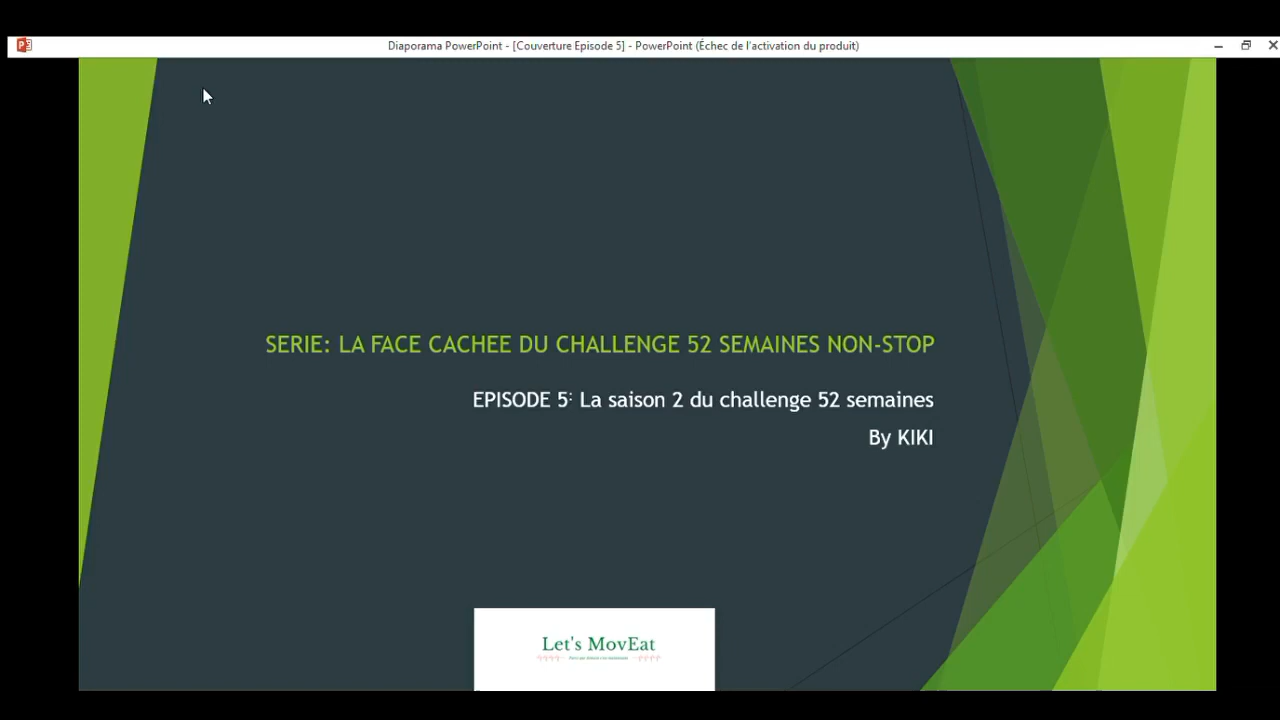 Diaporama PowerPoint - [Couverture Episode 5] - PowerPoint (Échec de l'activation du produit)
SERIE: LA FACE CACHEE DU CHALLENGE 52 SEMAINES NON-STOP
EPISODE 5: La saison 2 du challenge 52 semaines
By KIKI
Let's MovEat